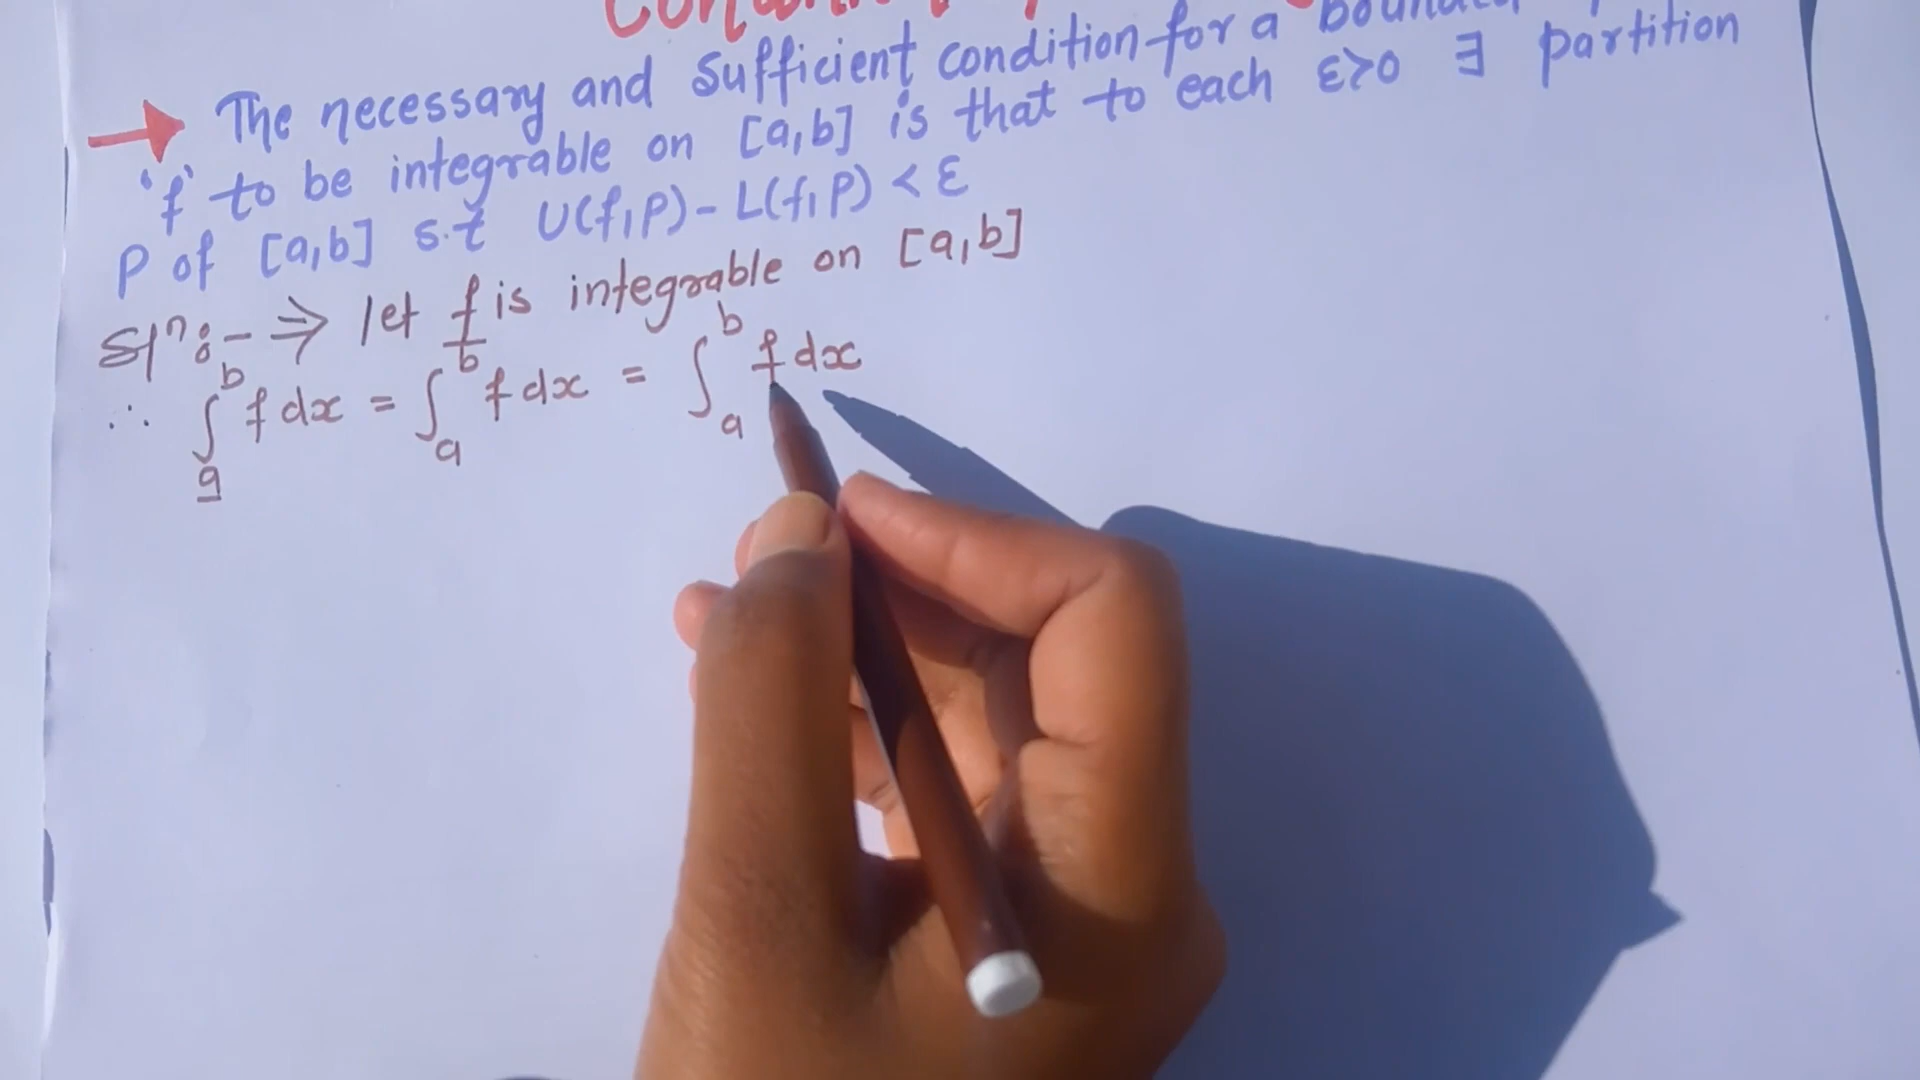 → The necessary and Sufficient condition for a
'f' to be integrable on [a,b] is that to each ε>0 ∃ partition
P of [a,b] s.t U(f,P) - L(f,P) < ε
Slⁿ:- ⇒ let f is integrable on [a,b]
∴ ∫_a̲^b f dx = ∫_a^b̅ f dx = ∫_a^b f dx